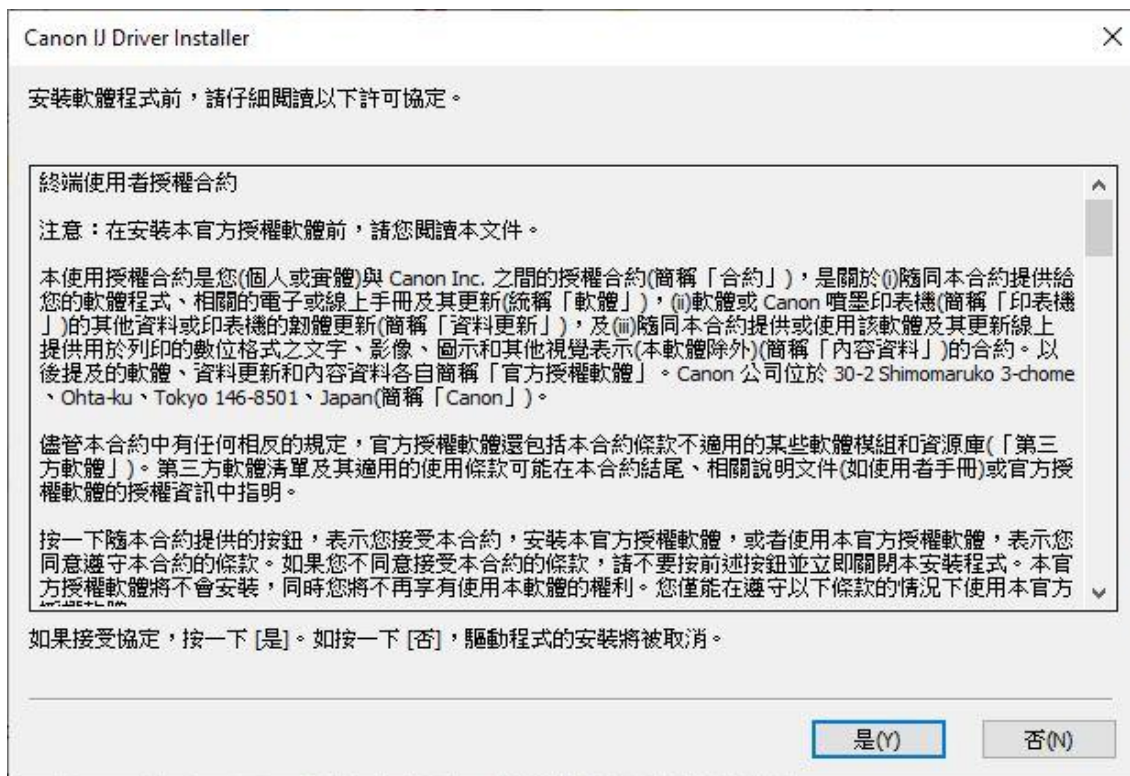 Canon IJ Driver Installer
安裝軟體程式前，請仔細閱讀以下許可協定。
終端使用者授權合約
注意：在安裝本官方授權軟體前，請您閱讀本文件。
本使用授權合約是您(個人或實體)與 Canon Inc. 之間的授權合約(簡稱「合約」)，是關於(i)隨同本合約提供給
您的軟體程式、相關的電子或線上手冊及其更新(統稱「軟體」)，(ii)軟體或 Canon 噴墨印表機(簡稱「印表機
」)的其他資料或印表機的韌體更新(簡稱「資料更新」)，及(iii)隨同本合約提供或使用該軟體及其更新線上
提供用於列印的數位格式之文字、影像、圖示和其他視覺表示(本軟體除外)(簡稱「內容資料」)的合約。以
後提及的軟體、資料更新和內容資料各自簡稱「官方授權軟體」。Canon 公司位於 30-2 Shimomaruko 3-chome
、Ohta-ku、Tokyo 146-8501、Japan(簡稱「Canon」)。
儘管本合約中有任何相反的規定，官方授權軟體還包括本合約條款不適用的某些軟體模組和資源庫(「第三
方軟體」)。第三方軟體清單及其適用的使用條款可能在本合約結尾、相關說明文件(如使用者手冊)或官方授
權軟體的授權資訊中指明。
按一下隨本合約提供的按鈕，表示您接受本合約，安裝本官方授權軟體，或者使用本官方授權軟體，表示您
同意遵守本合約的條款。如果您不同意接受本合約的條款，請不要按前述按鈕並立即關閉本安裝程式。本官
方授權軟體將不會安裝，同時您將不再享有使用本軟體的權利。您僅能在遵守以下條款的情況下使用本官方
如果接受協定，按一下 [是]。如按一下 [否]，驅動程式的安裝將被取消。
是(Y)
否(N)